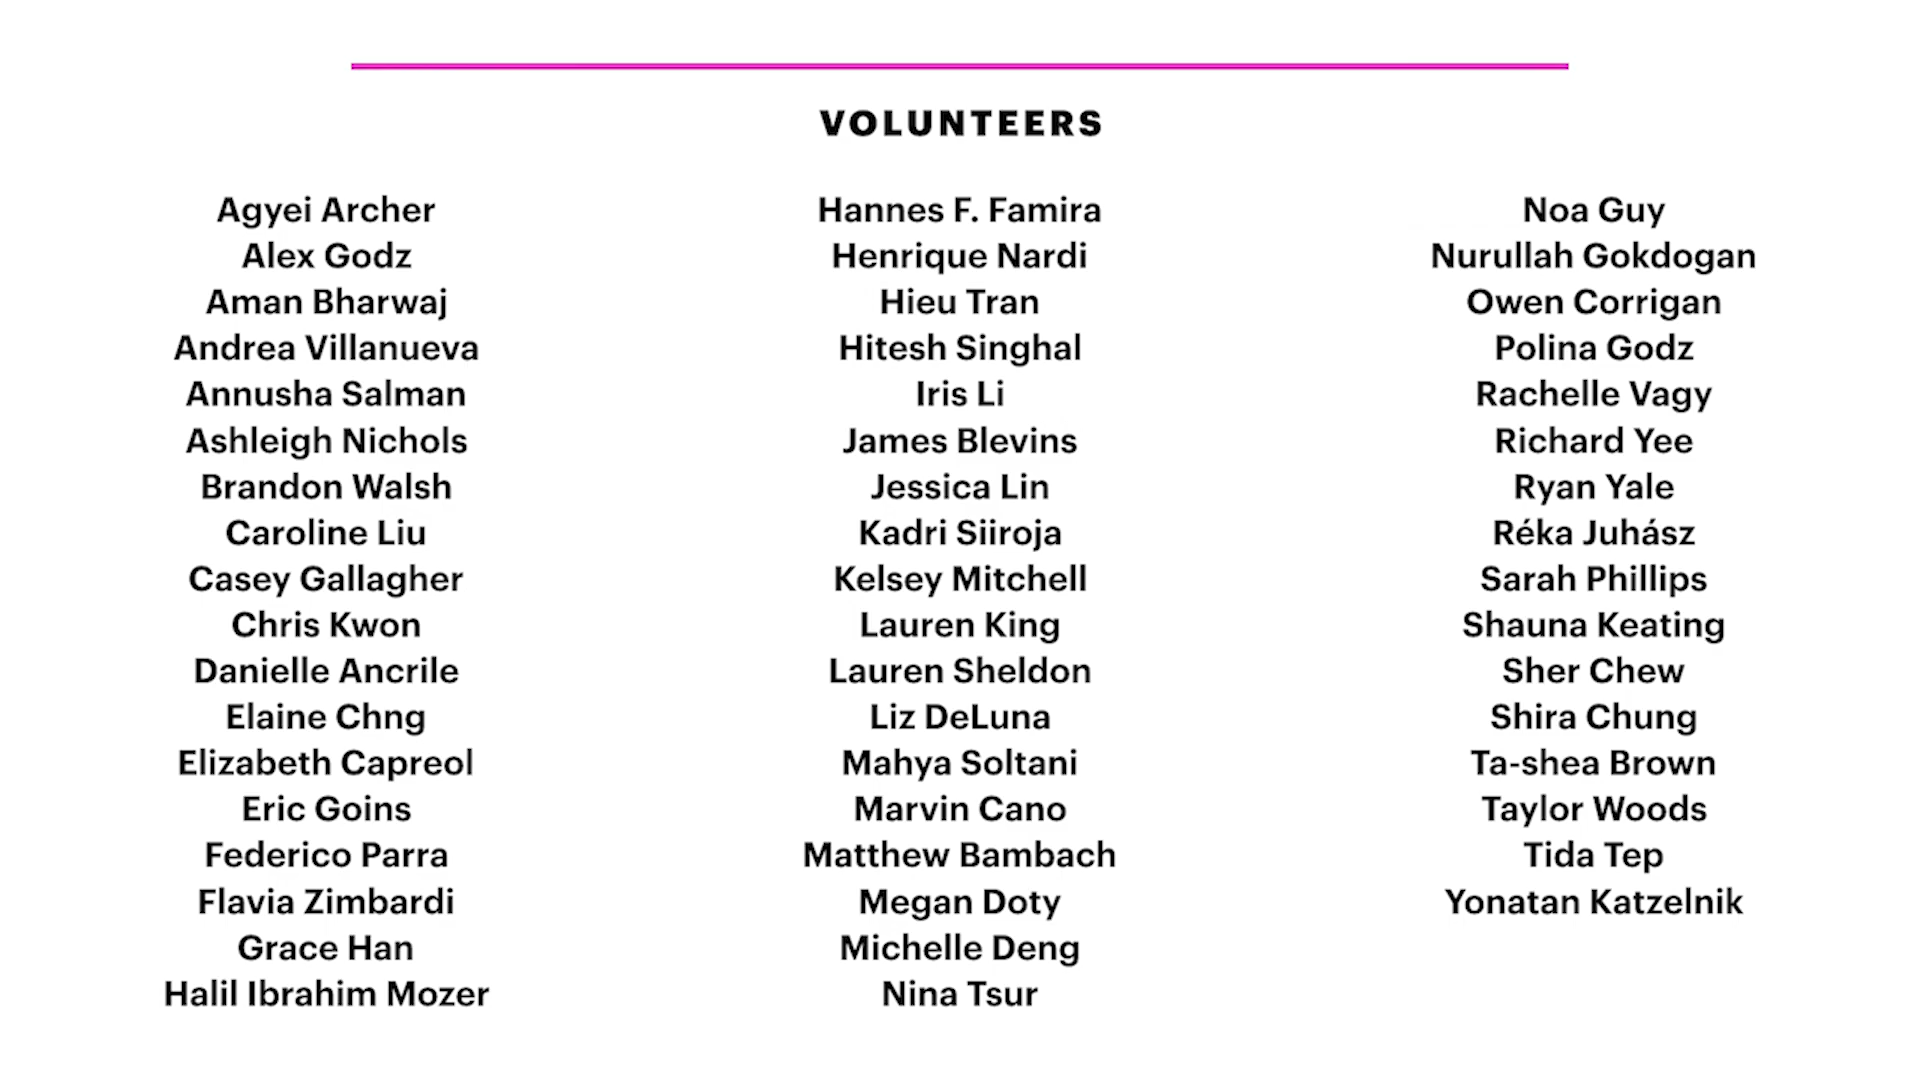 VOLUNTEERS
Agyei Archer
Alex Godz
Aman Bharwaj
Andrea Villanueva
Annusha Salman
Ashleigh Nichols
Brandon Walsh
Caroline Liu
Casey Gallagher
Chris Kwon
Danielle Ancrile
Elaine Chng
Elizabeth Capreol
Eric Goins
Federico Parra
Flavia Zimbardi
Grace Han
Halil Ibrahim Mozer
Hannes F. Famira
Henrique Nardi
Hieu Tran
Hitesh Singhal
Iris Li
James Blevins
Jessica Lin
Kadri Siiroja
Kelsey Mitchell
Lauren King
Lauren Sheldon
Liz DeLuna
Mahya Soltani
Marvin Cano
Matthew Bambach
Megan Doty
Michelle Deng
Nina Tsur
Noa Guy
Nurullah Gokdogan
Owen Corrigan
Polina Godz
Rachelle Vagy
Richard Yee
Ryan Yale
Réka Juhász
Sarah Phillips
Shauna Keating
Sher Chew
Shira Chung
Ta-shea Brown
Taylor Woods
Tida Tep
Yonatan Katzelnik